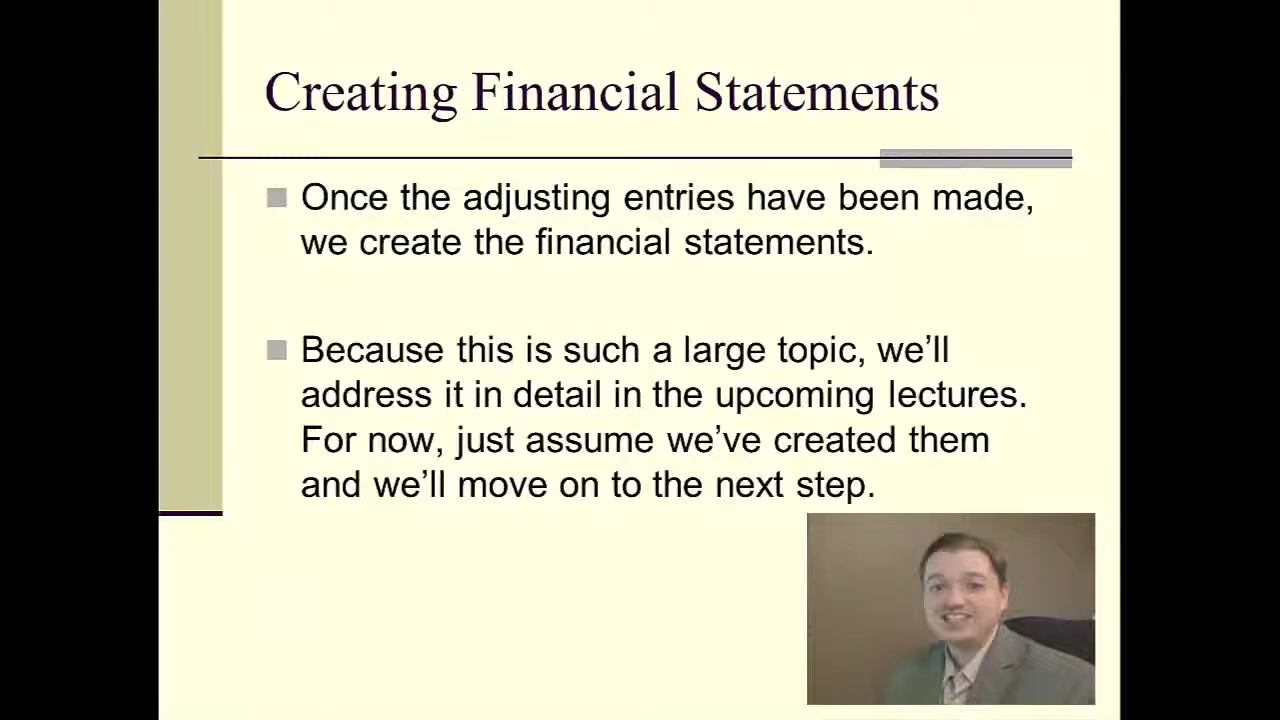 Creating Financial Statements
Once the adjusting entries have been made,
we create the financial statements.
Because this is such a large topic, we’ll
address it in detail in the upcoming lectures.
For now, just assume we’ve created them
and we’ll move on to the next step.